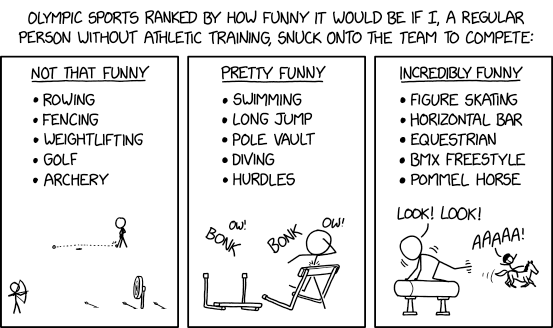 OLYMPIC SPORTS RANKED BY HOW FUNNY IT WOULD BE IF I, A REGULAR
PERSON WITHOUT ATHLETIC TRAINING, SNUCK ONTO THE TEAM TO COMPETE:
NOT THAT FUNNY
• ROWING
• FENCING
• WEIGHTLIFTING
• GOLF
• ARCHERY
PRETTY FUNNY
• SWIMMING
• LONG JUMP
• POLE VAULT
• DIVING
• HURDLES
BONK
OW!
BONK
OW!
INCREDIBLY FUNNY
• FIGURE SKATING
• HORIZONTAL BAR
• EQUESTRIAN
• BMX FREESTYLE
• POMMEL HORSE
LOOK! LOOK!
AAAAA!